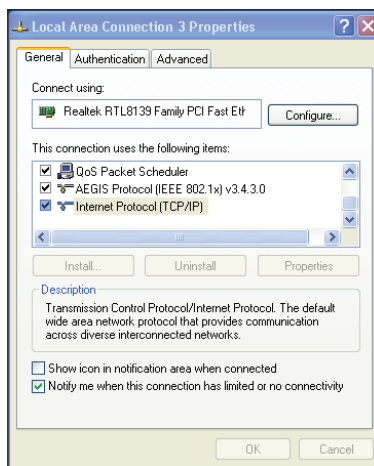 Local Area Connection 3 Properties
General Authentication Advanced
Connect using:
Realtek RTL8139 Family PCI Fast Eth
Configure...
This connection uses the following items:
QoS Packet Scheduler
AEGIS Protocol (IEEE 802.1x) v3.4.3.0
Internet Protocol (TCP/IP)
Install... Uninstall Properties
Description
Transmission Control Protocol/Internet Protocol. The default
wide area network protocol that provides communication
across diverse interconnected networks.
Show icon in notification area when connected
Notify me when this connection has limited or no connectivity
OK Cancel